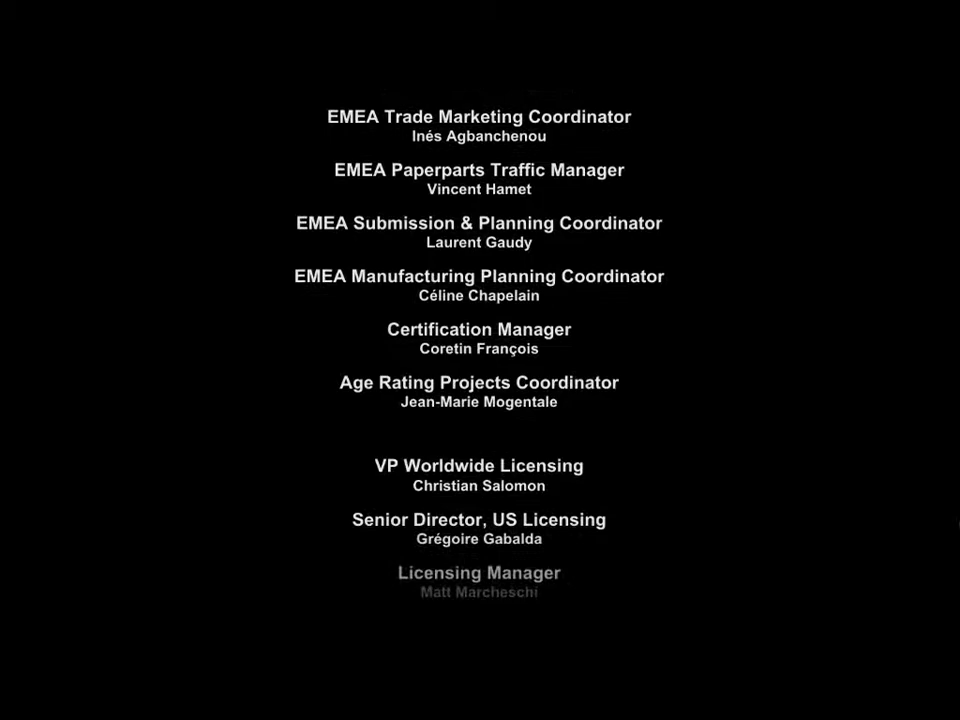 EMEA Trade Marketing Coordinator
Inés Agbanchenou
EMEA Paperparts Traffic Manager
Vincent Hamet
EMEA Submission & Planning Coordinator
Laurent Gaudy
EMEA Manufacturing Planning Coordinator
Céline Chapelain
Certification Manager
Coretin François
Age Rating Projects Coordinator
Jean-Marie Mogentale
VP Worldwide Licensing
Christian Salomon
Senior Director, US Licensing
Grégoire Gabalda
Licensing Manager
Matt Marcheschi